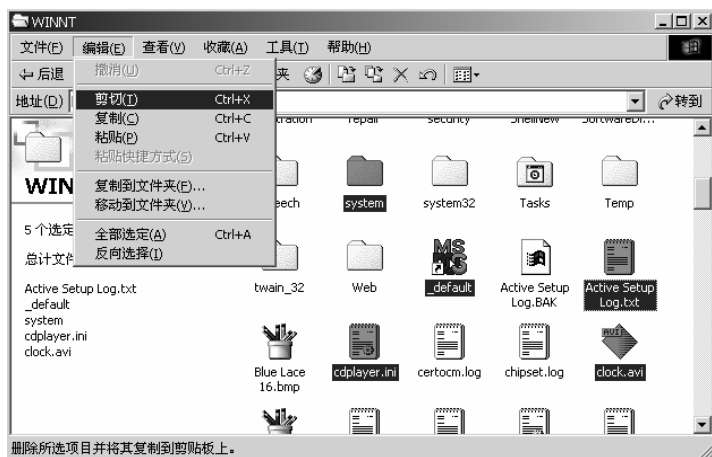 WINNT
文件(F) 编辑(E) 查看(V) 收藏(A) 工具(T) 帮助(H)
后退 夹
撤消(U) Ctrl+Z
地址(D) 转到
剪切(T) Ctrl+X
复制(C) Ctrl+C
粘贴(P) Ctrl+V
粘贴快捷方式(S)
复制到文件夹(F)...
移动到文件夹(V)...
全部选定(A) Ctrl+A
反向选择(I)
WIN
5 个选定
总计文件
Active Setup Log.txt
_default
system
cdplayer.ini
clock.avi
repair security ShellNew SoftwareDi...
eech system system32 Tasks Temp
twain_32 Web _default Active Setup Log.BAK Active Setup Log.txt
Blue Lace 16.bmp cdplayer.ini certocm.log chipset.log clock.avi
删除所选项目并将其复制到剪贴板上。